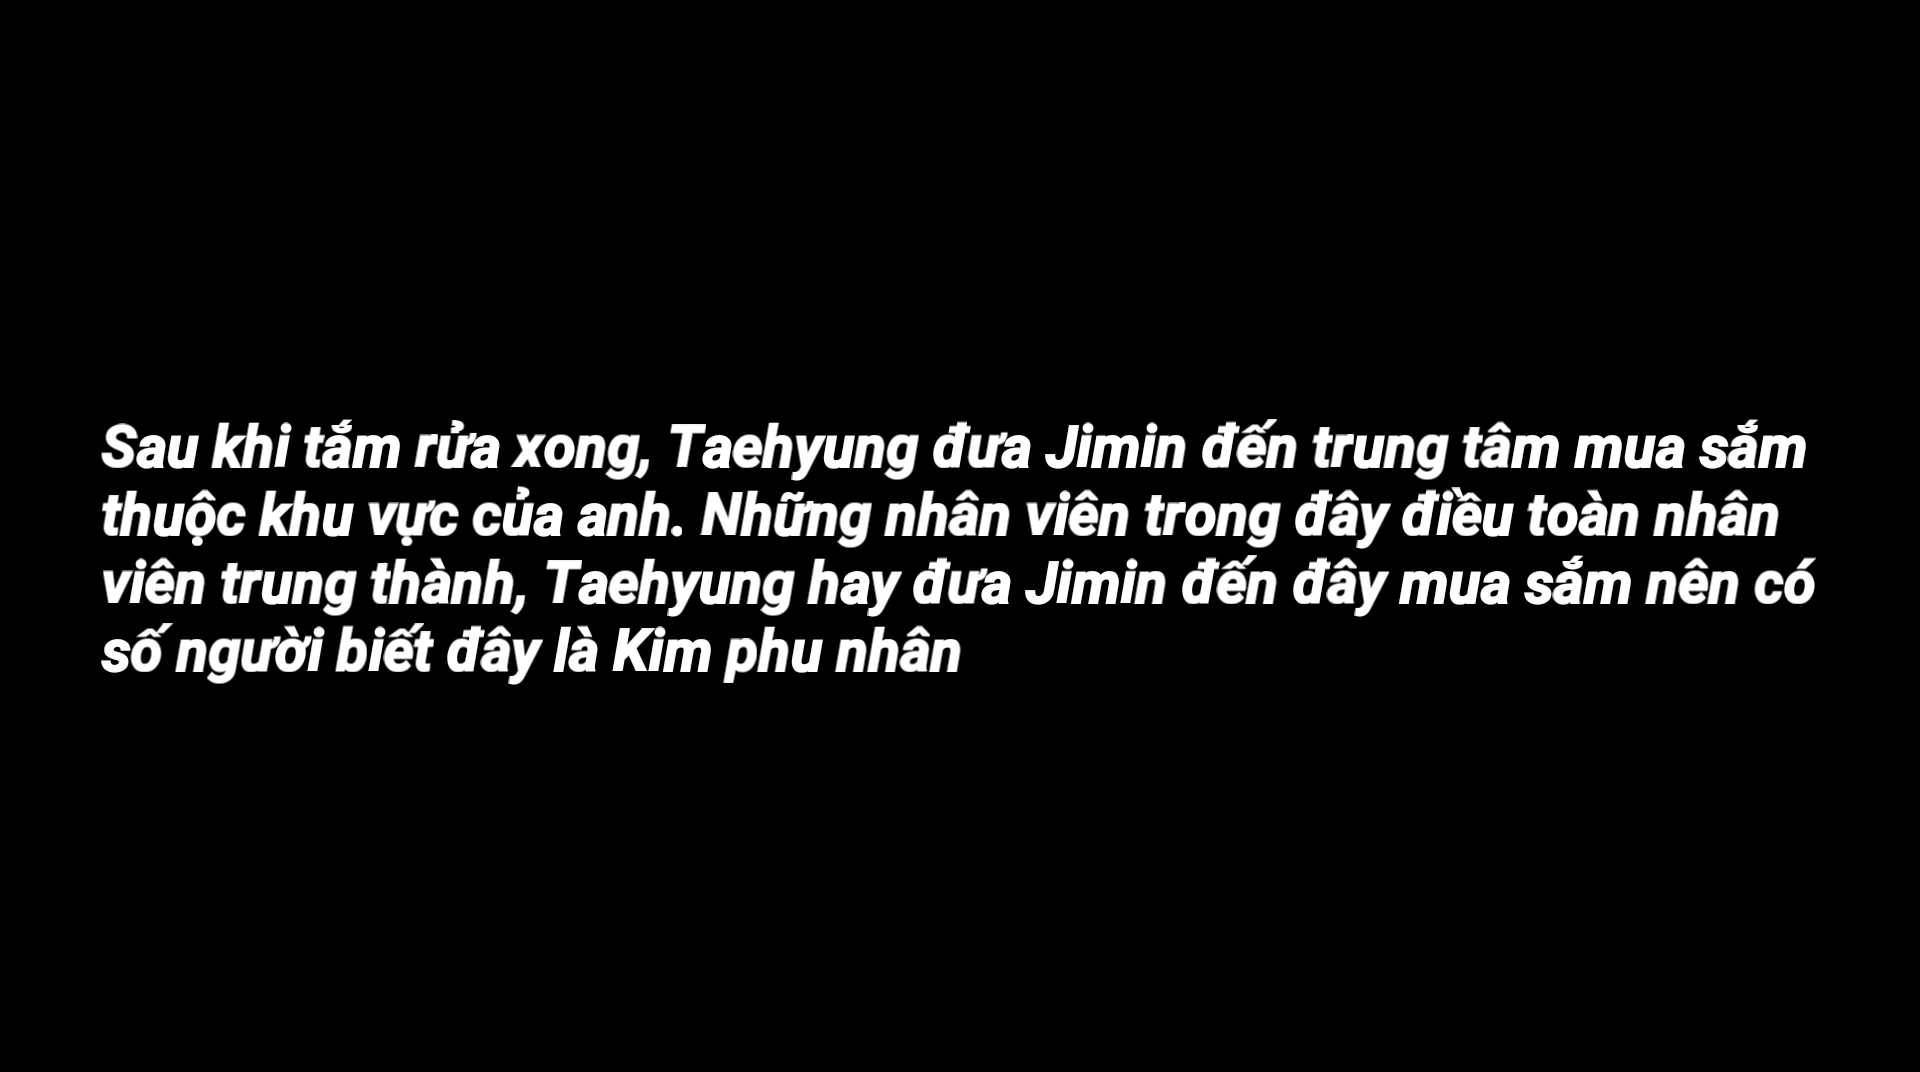 Sau khi tắm rửa xong, Taehyung đưa Jimin đến trung tâm mua sắm
thuộc khu vực của anh. Những nhân viên trong đây điều toàn nhân
viên trung thành, Taehyung hay đưa Jimin đến đây mua sắm nên có
số người biết đây là Kim phu nhân